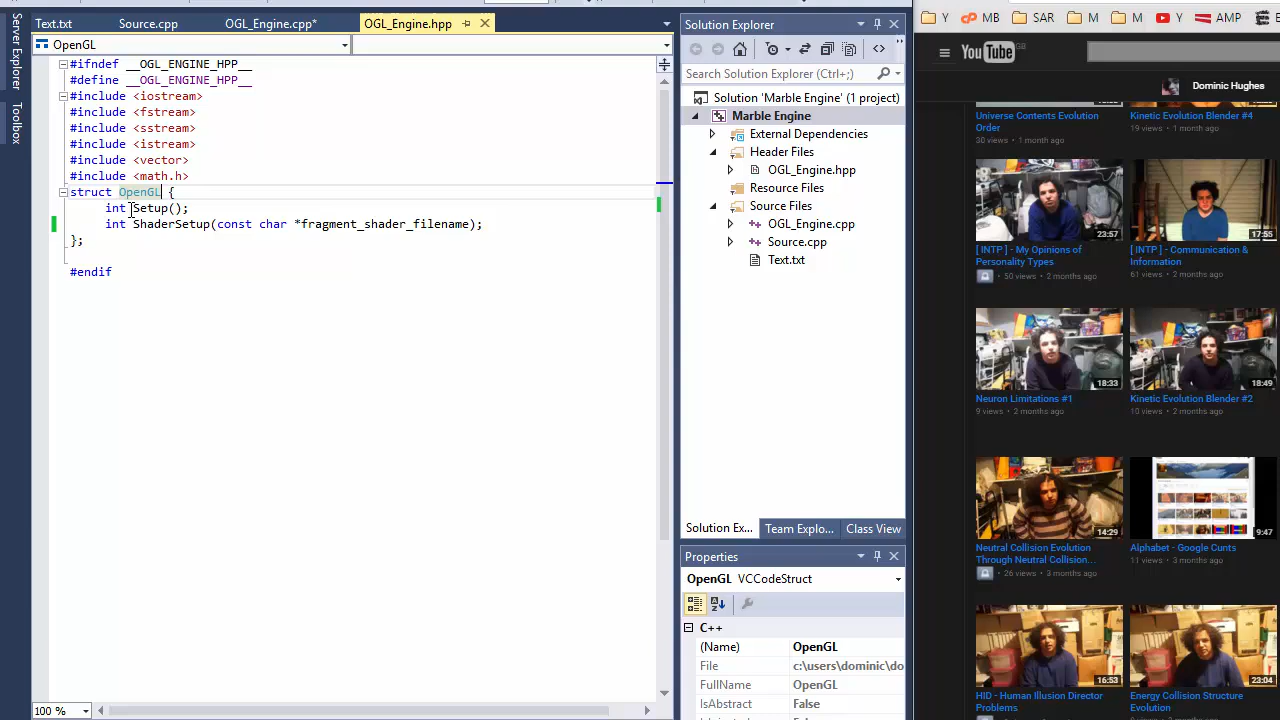 Text.txt
Source.cpp
OGL_Engine.cpp*
OGL_Engine.hpp
OpenGL
#ifndef __OGL_ENGINE_HPP__
#define __OGL_ENGINE_HPP__
#include <iostream>
#include <fstream>
#include <sstream>
#include <istream>
#include <vector>
#include <math.h>
struct OpenGL {
int Setup();
int ShaderSetup(const char *fragment_shader_filename);
};
#endif
100 %
Server Explorer
Toolbox
Solution Explorer
Search Solution Explorer (Ctrl+;)
Solution 'Marble Engine' (1 project)
Marble Engine
External Dependencies
Header Files
OGL_Engine.hpp
Resource Files
Source Files
OGL_Engine.cpp
Source.cpp
Text.txt
Solution Ex...
Team Explo...
Class View
Properties
OpenGL VCCodeStruct
C++
(Name) OpenGL
File c:\users\dominic\do
FullName OpenGL
IsAbstract False
Y
MB
SAR
M
M
Y
AMP
M
YouTube GB
Dominic Hughes
Universe Contents Evolution
Order
30 views · 1 month ago
Kinetic Evolution Blender #4
19 views · 1 month ago
23:57
[ INTP ] - My Opinions of
Personality Types
50 views · 2 months ago
17:55
[ INTP ] - Communication &
Information
61 views · 2 months ago
18:33
Neuron Limitations #1
9 views · 2 months ago
18:49
Kinetic Evolution Blender #2
10 views · 2 months ago
14:29
Neutral Collision Evolution
Through Neutral Collision...
26 views · 3 months ago
9:47
Alphabet - Google Cunts
11 views · 3 months ago
16:53
HID - Human Illusion Director
Problems
23:04
Energy Collision Structure
Evolution